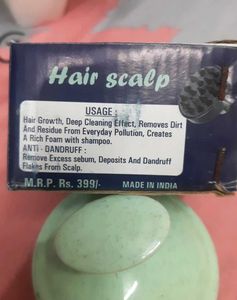 Hair scalp
USAGE :
Hair Growth, Deep Cleaning Effect, Removes Dirt
And Residue From Everyday Pollution, Creates
A Rich Foam with shampoo.
ANTI - DANDRUFF :
Remove Excess sebum, Deposits And Dandruff
Flakes From Scalp.
M.R.P. Rs. 399/- MADE IN INDIA